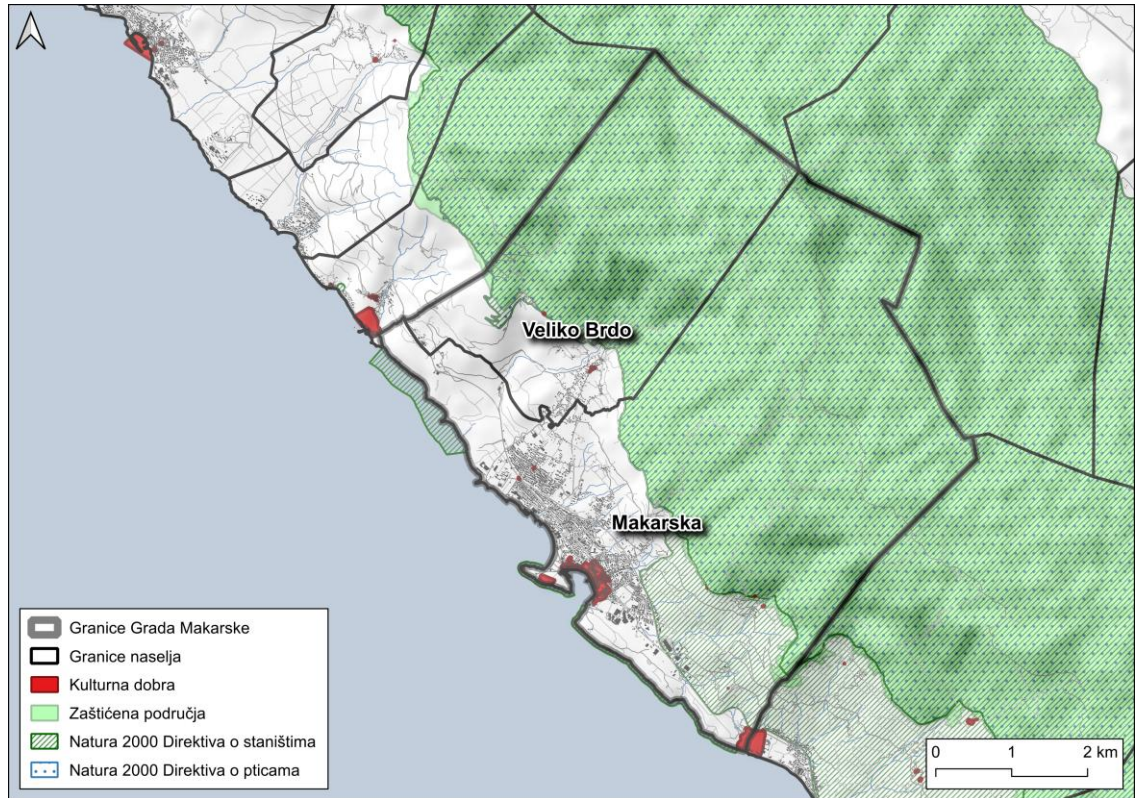 Veliko Brdo
Makarska
Granice Grada Makarske
Granice naselja
Kulturna dobra
Zaštićena područja
Natura 2000 Direktiva o staništima
Natura 2000 Direktiva o pticama
0 1 2 km